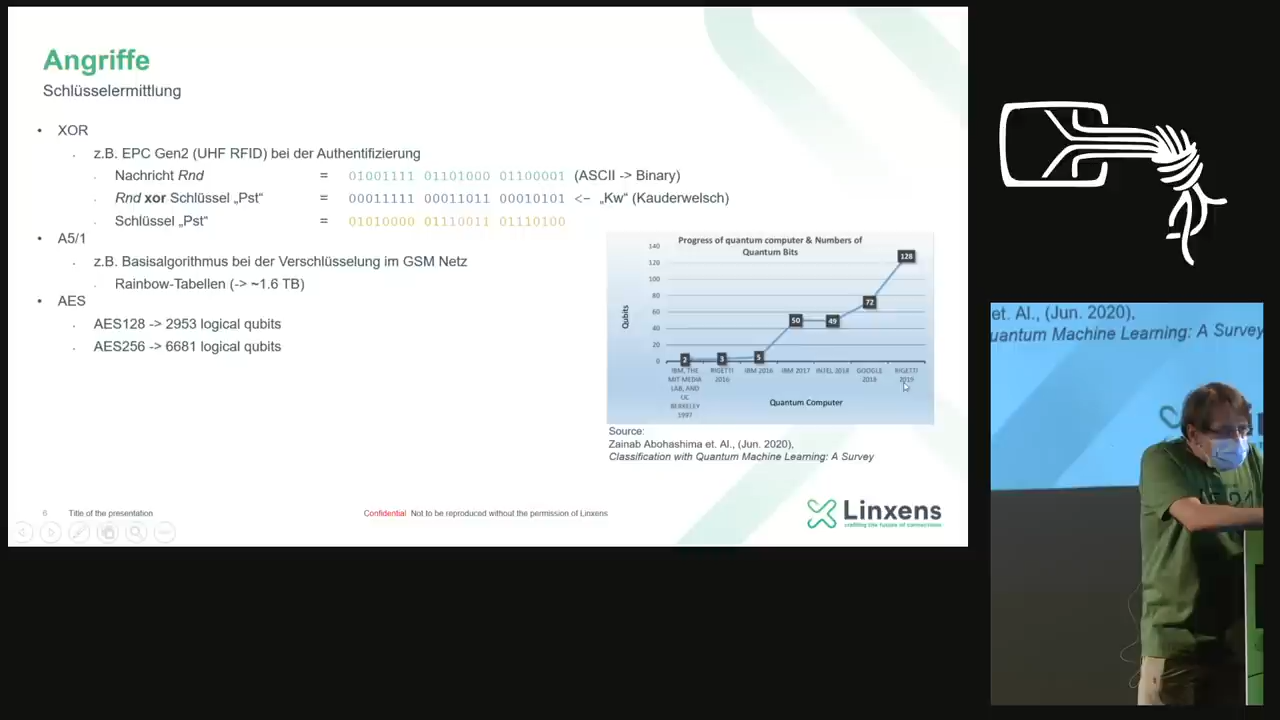 Angriffe
Schlüsselermittlung
• XOR
z.B. EPC Gen2 (UHF RFID) bei der Authentifizierung
Nachricht Rnd = 01001111 01101000 01100001 (ASCII -> Binary)
Rnd xor Schlüssel „Pst“ = 00011111 00011011 00010101 <– „Kw“ (Kauderwelsch)
Schlüssel „Pst“ = 01010000 01110011 01110100
• A5/1
z.B. Basisalgorithmus bei der Verschlüsselung im GSM Netz
Rainbow-Tabellen (-> ~1.6 TB)
• AES
AES128 -> 2953 logical qubits
AES256 -> 6681 logical qubits
Progress of quantum computer & Numbers of
Quantum Bits
140
120
100
80
60
40
20
0
Qubits
2
3
5
50
49
72
128
IBM, THE
MIT MEDIA
LAB, AND
UC
BERKELEY
1997
RIGETTI
2016
IBM 2016
IBM 2017
INTEL 2018
GOOGLE
2018
RIGETTI
2019
Quantum Computer
Source:
Zainab Abohashima et. Al., (Jun. 2020),
Classification with Quantum Machine Learning: A Survey
6 Title of the presentation
Confidential Not to be reproduced without the permission of Linxens
Linxens
crafting the future of connections
et. Al., (Jun. 2020),
uantum Machine Learning: A Survey